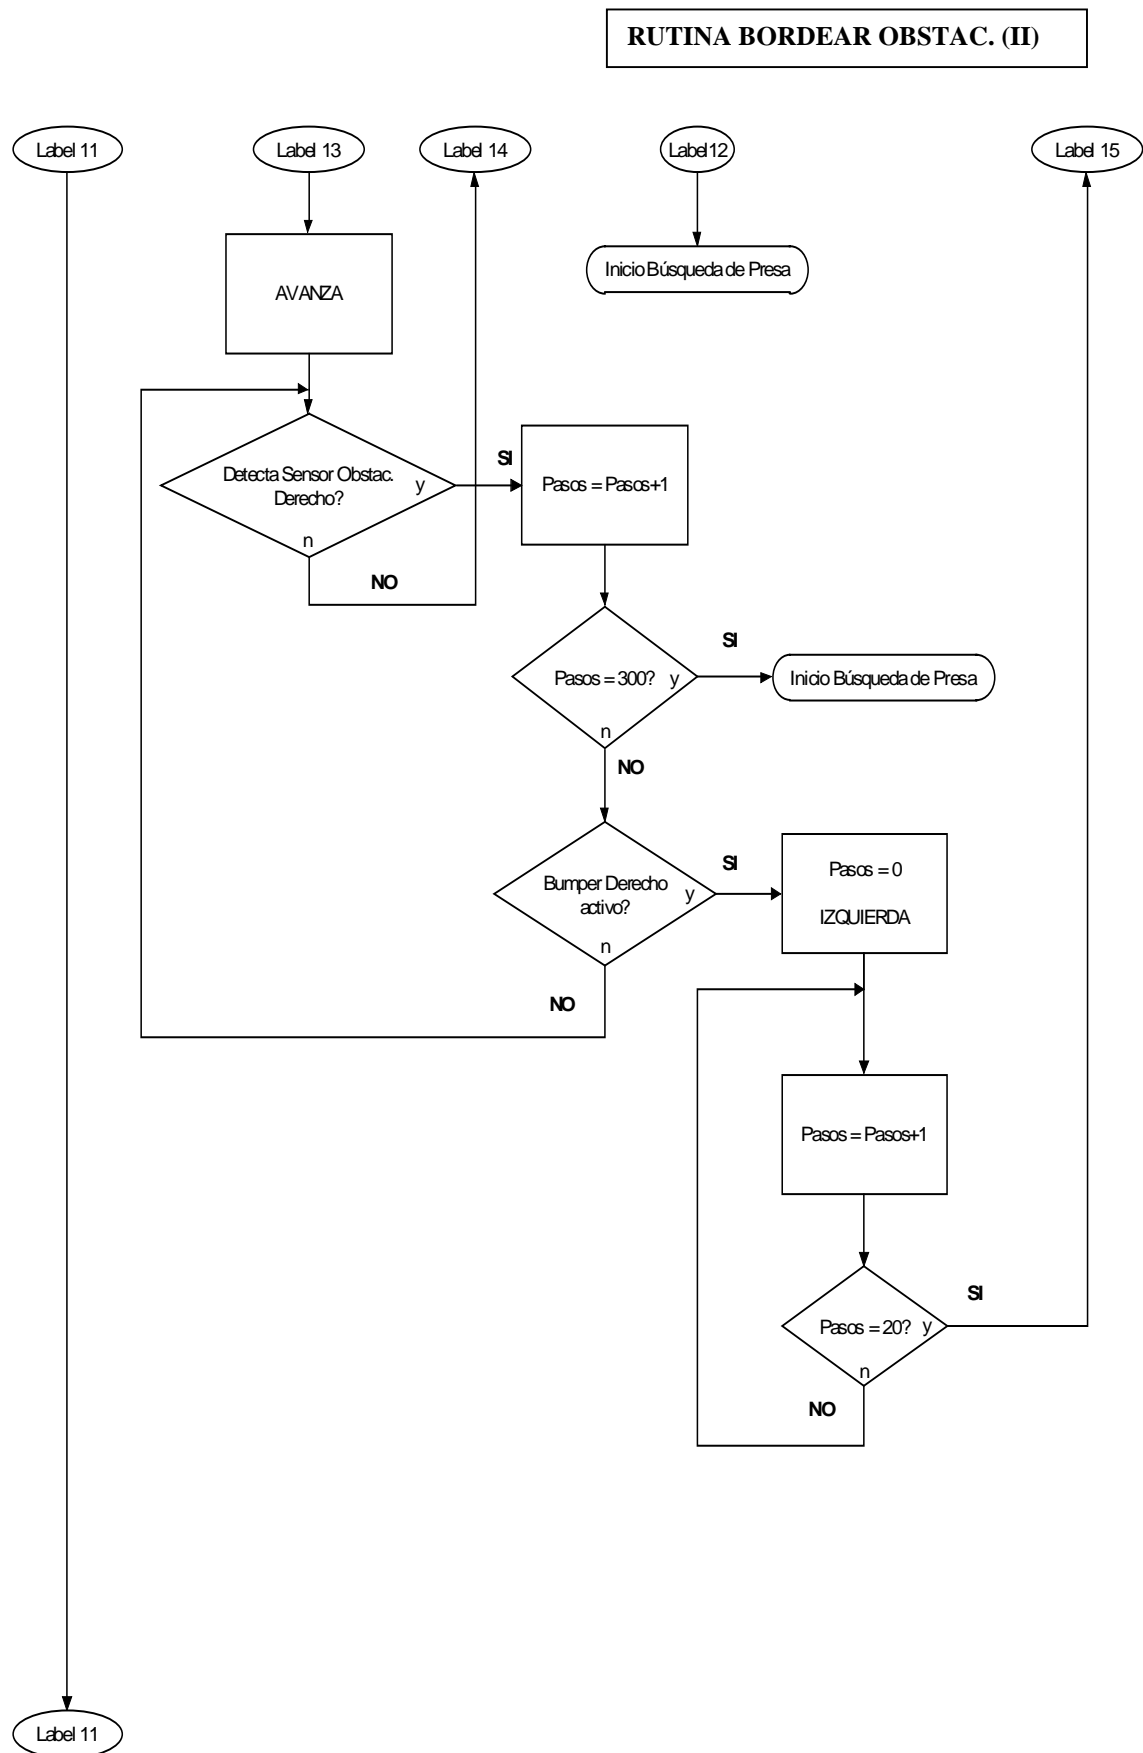 RUTINA BORDEAR OBSTAC. (II)
Label 11
Label 13
Label 14
Label12
Label 15
Inicio Búsqueda de Presa
AVANZA
Detecta Sensor Obstac.
Derecho?
y
n
SI
NO
Pasos = Pasos+1
Pasos = 300?
y
n
SI
NO
Inicio Búsqueda de Presa
Bumper Derecho
activo?
y
n
SI
NO
Pasos = 0
IZQUIERDA
Pasos = Pasos+1
Pasos = 20?
y
n
SI
NO
Label 11